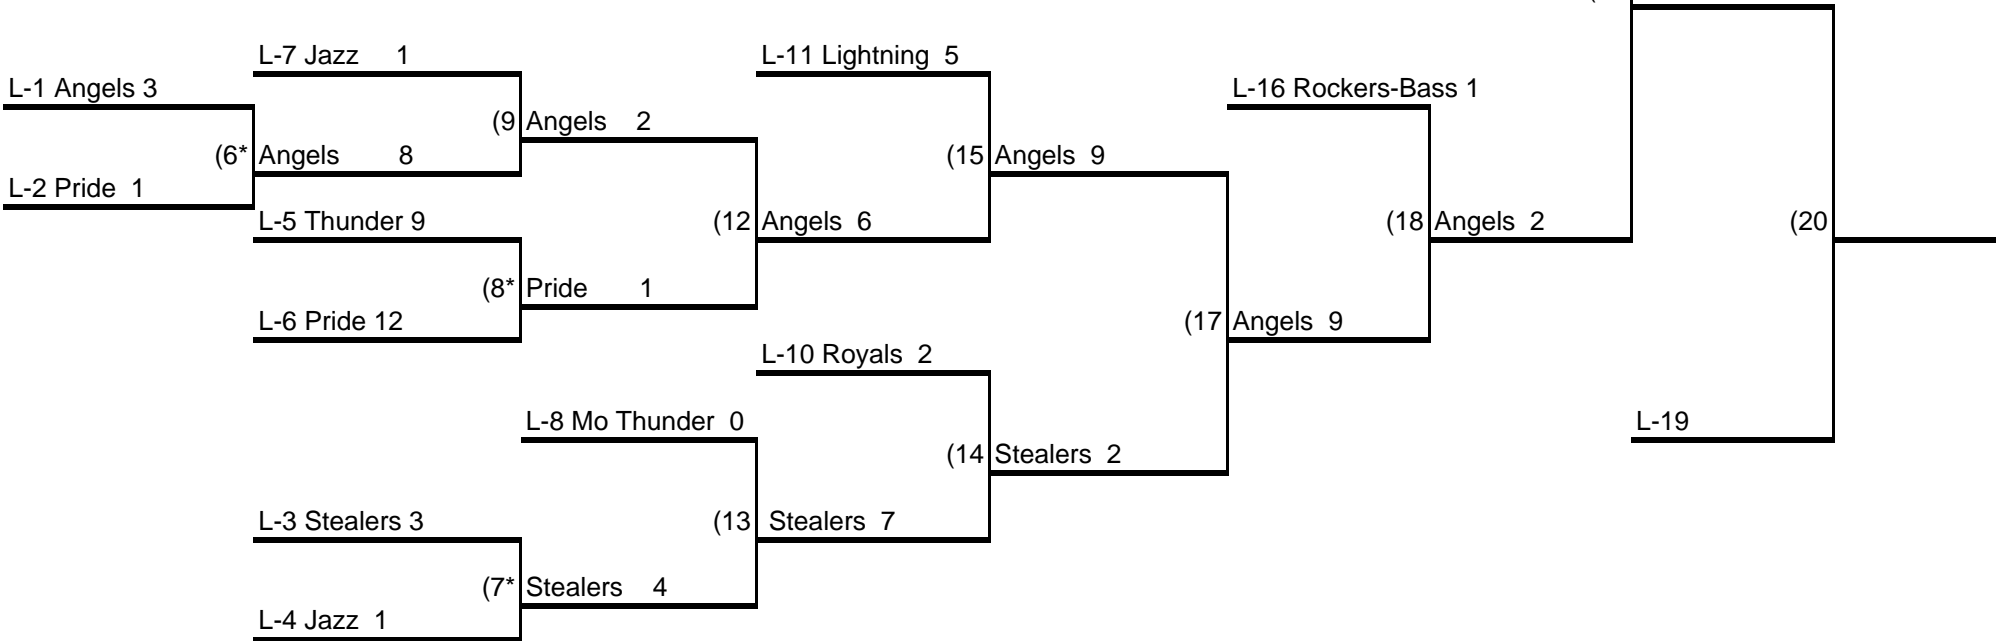 (
L-7 Jazz 1
L-11 Lightning 5
L-1 Angels 3
L-16 Rockers-Bass 1
(9 Angels 2
(6* Angels 8
(15 Angels 9
L-2 Pride 1
L-5 Thunder 9
(12 Angels 6
(18 Angels 2
(20
(8* Pride 1
L-6 Pride 12
(17 Angels 9
L-10 Royals 2
L-8 Mo Thunder 0
L-19
(14 Stealers 2
L-3 Stealers 3
(13 Stealers 7
(7* Stealers 4
L-4 Jazz 1